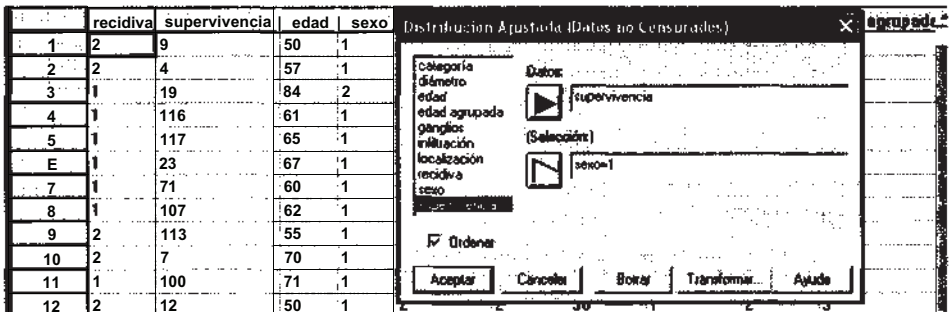 recidiva supervivencia edad sexo
1 2 9 50 1
2 2 4 57 1
3 1 19 84 2
4 1 116 61 1
5 1 117 65 1
E 1 23 67 1
7 1 71 60 1
8 1 107 62 1
9 2 113 55 1
10 2 7 70 1
11 1 100 71 1
12 2 12 50 1
Distribución Ajustada (Datos no Censurados)
categoría
diámetro
edad
edad agrupada
ganglios
infiltuación
localización
recidiva
sexo
Datos:
supervivencia
(Selección:)
sexo=1
Ordenar
Aceptar Cancelar Borrar Transformar... Ayuda